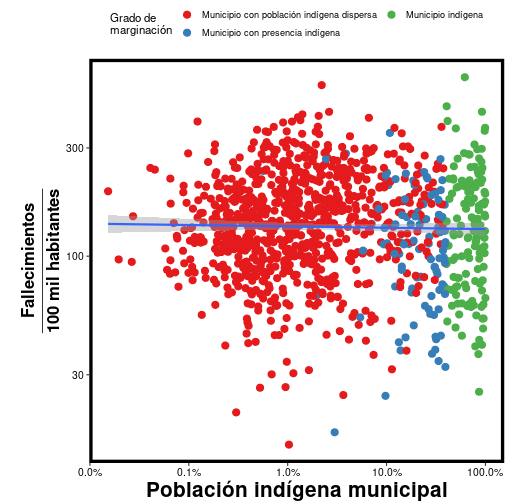 Grado de
marginación
Municipio con población indígena dispersa
Municipio indígena
Municipio con presencia indígena
300
100
30
Fallecimientos
100 mil habitantes
0.0%
0.1%
1.0%
10.0%
100.0%
Población indígena municipal